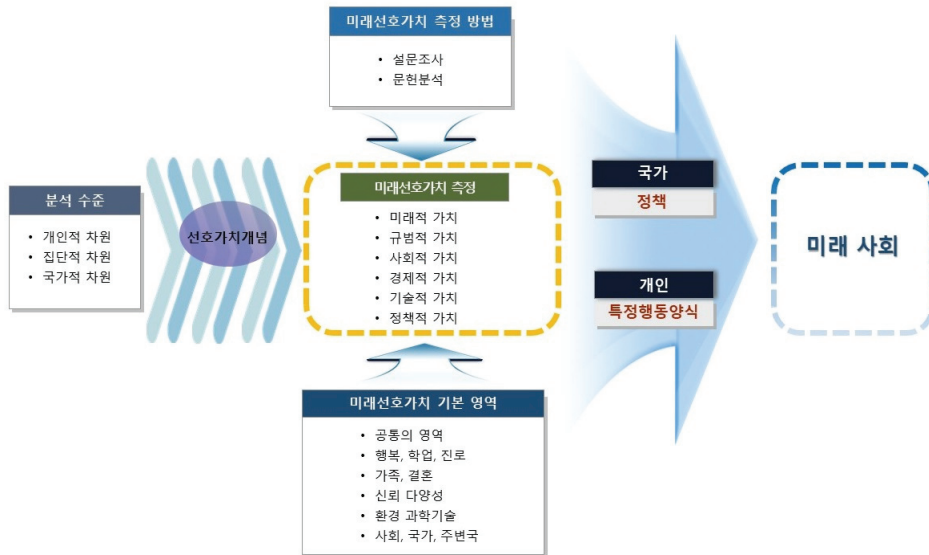 미래선호가치 측정 방법
• 설문조사
• 문헌분석
분석 수준
• 개인적 차원
• 집단적 차원
• 국가적 차원
선호가치개념
미래선호가치 측정
• 미래적 가치
• 규범적 가치
• 사회적 가치
• 경제적 가치
• 기술적 가치
• 정책적 가치
국가
정책
개인
특정행동양식
미래 사회
미래선호가치 기본 영역
• 공통의 영역
• 행복, 학업, 진로
• 가족, 결혼
• 신뢰 다양성
• 환경 과학기술
• 사회, 국가, 주변국